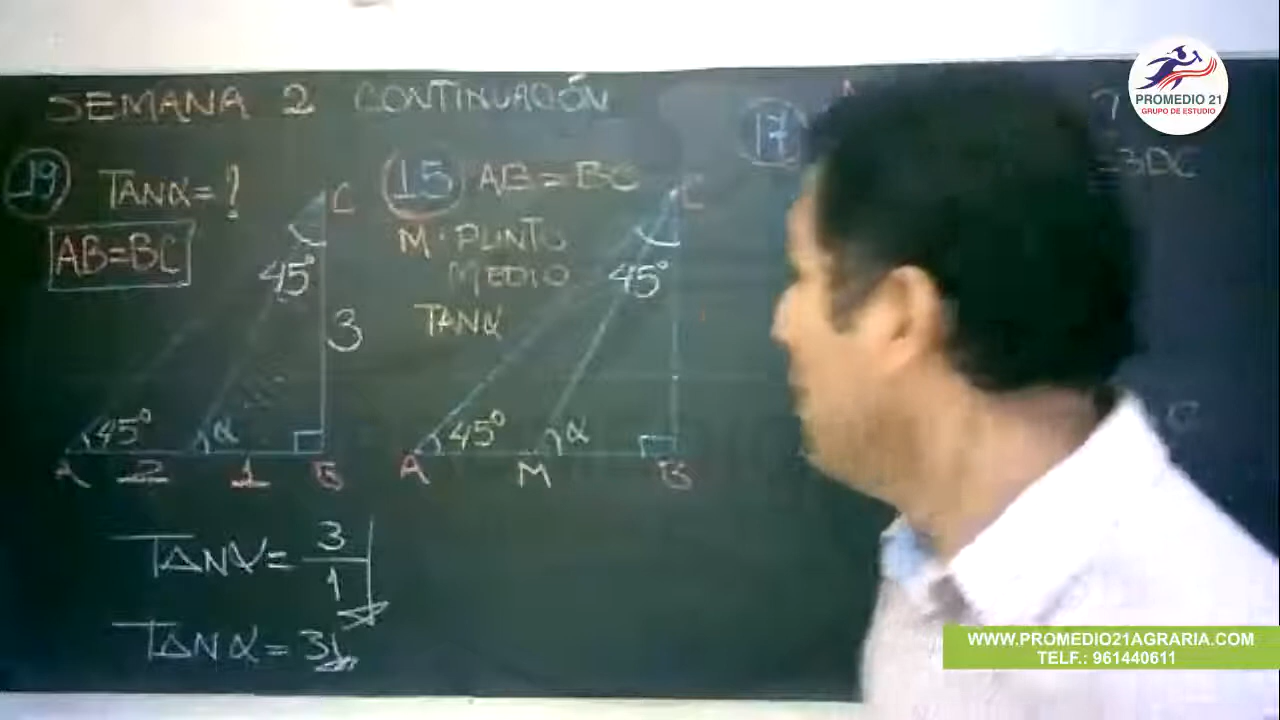 SEMANA 2 CONTINUACIÓN
19 TANα = ?
AB=BC
C
45°
3
45°
α
A 2 1 B
TANα = 3
1
TANα = 3
15 AB = BC
M: PUNTO
MEDIO
TANα
C
45°
45°
α
A M B
17
?
=3DC
PROMEDIO 21
GRUPO DE ESTUDIO
WWW.PROMEDIO21AGRARIA.COM
TELF.: 961440611